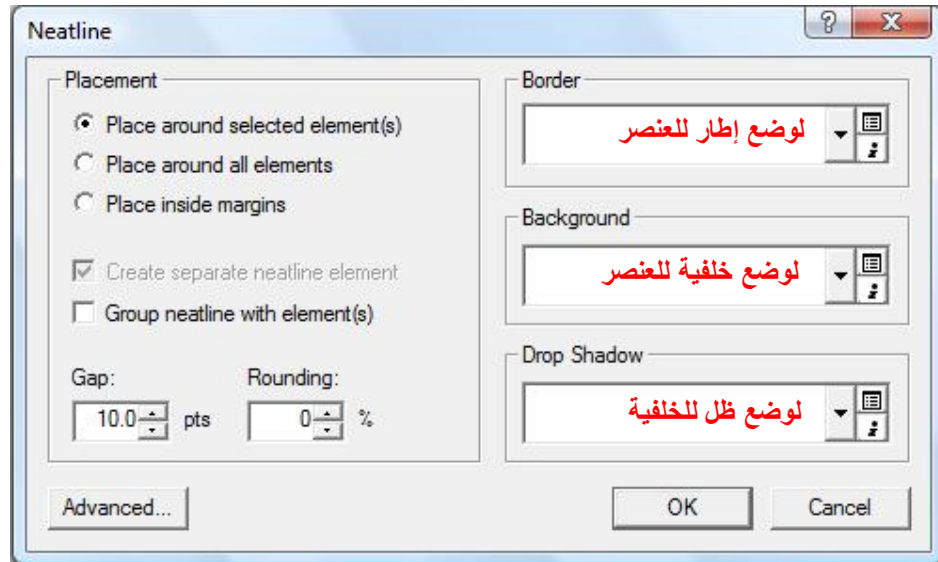 Neatline
Placement
Place around selected element(s)
Place around all elements
Place inside margins
Create separate neatline element
Group neatline with element(s)
Gap:
Rounding:
10.0 pts
0 %
Border
لوضع إطار للعنصر
Background
لوضع خلفية للعنصر
Drop Shadow
لوضع ظل للخلفية
Advanced...
OK
Cancel